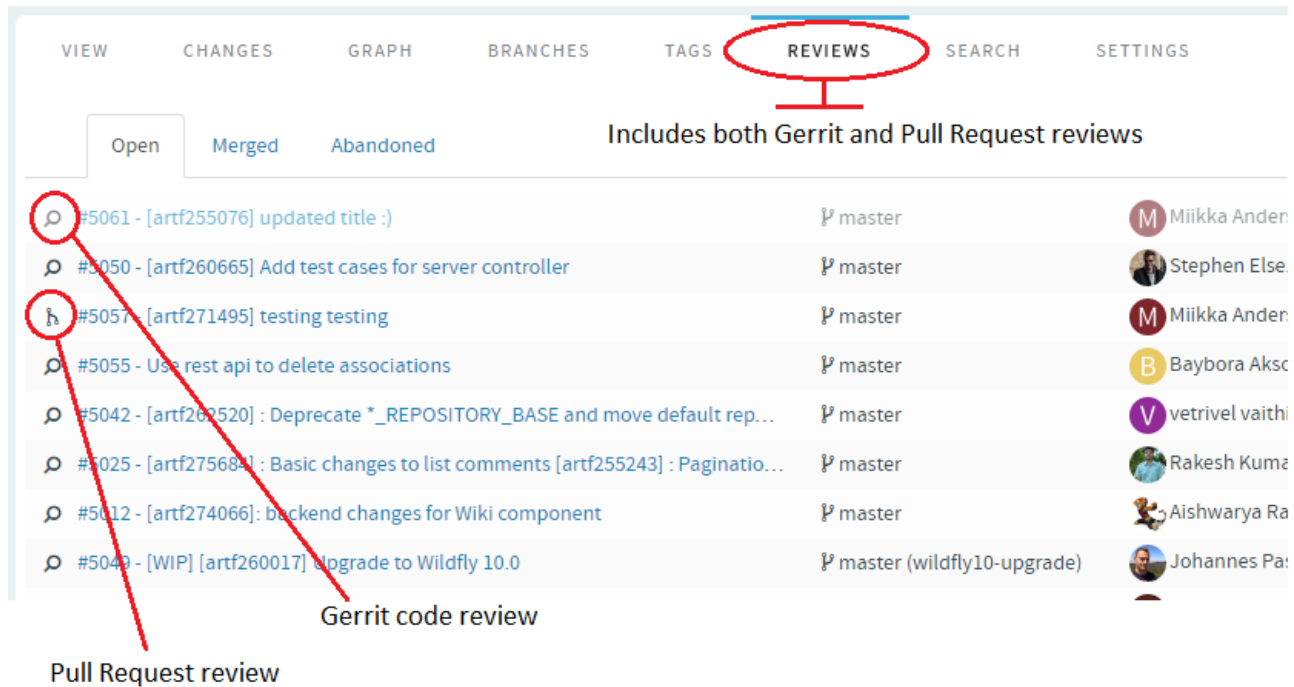 VIEW CHANGES GRAPH BRANCHES TAGS REVIEWS SEARCH SETTINGS
Includes both Gerrit and Pull Request reviews
Open Merged Abandoned
#5061 - [artf255076] updated title :) master M Miikka Ander
#5050 - [artf260665] Add test cases for server controller master Stephen Else
#5057 - [artf271495] testing testing master M Miikka Ander
#5055 - Use rest api to delete associations master B Baybora Akso
#5042 - [artf262520] : Deprecate *_REPOSITORY_BASE and move default rep... master V vetrivel vaithi
#5025 - [artf275684] : Basic changes to list comments [artf255243] : Paginatio... master Rakesh Kuma
#5012 - [artf274066]: backend changes for Wiki component master Aishwarya Ra
#5049 - [WIP] [artf260017] Upgrade to Wildfly 10.0 master (wildfly10-upgrade) Johannes Pas
Gerrit code review
Pull Request review